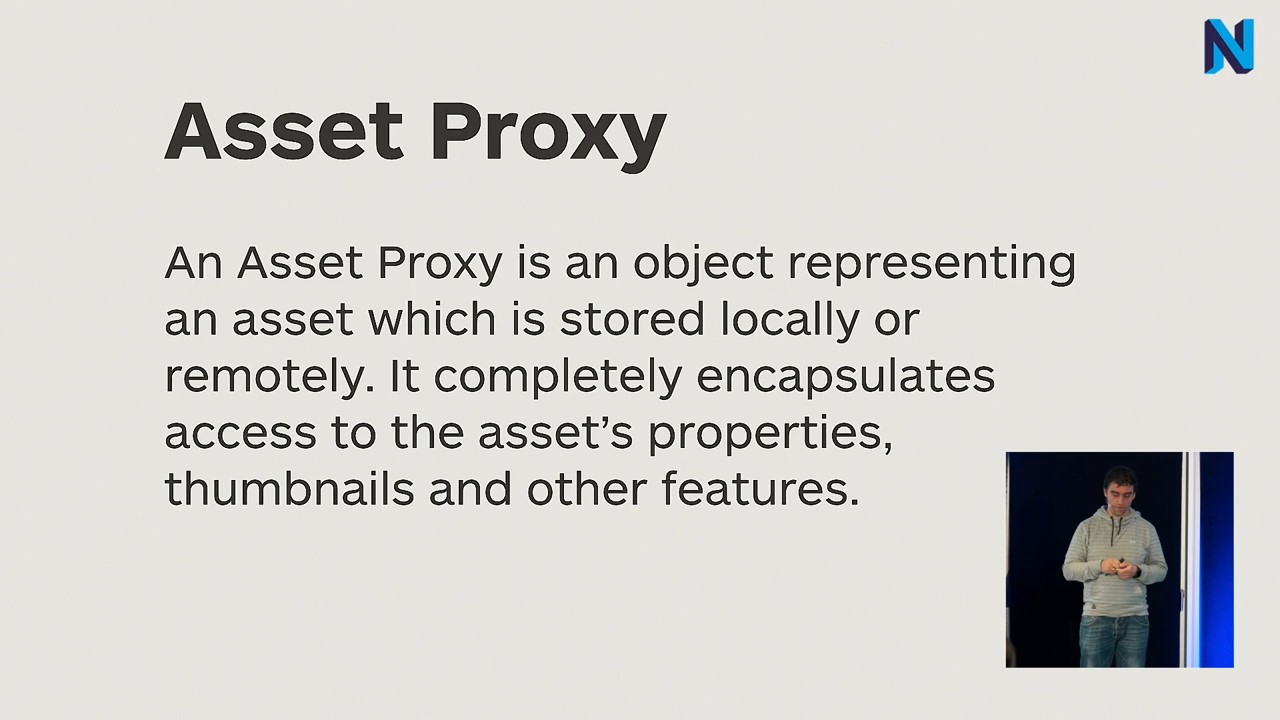 Asset Proxy
An Asset Proxy is an object representing
an asset which is stored locally or
remotely. It completely encapsulates
access to the asset’s properties,
thumbnails and other features.